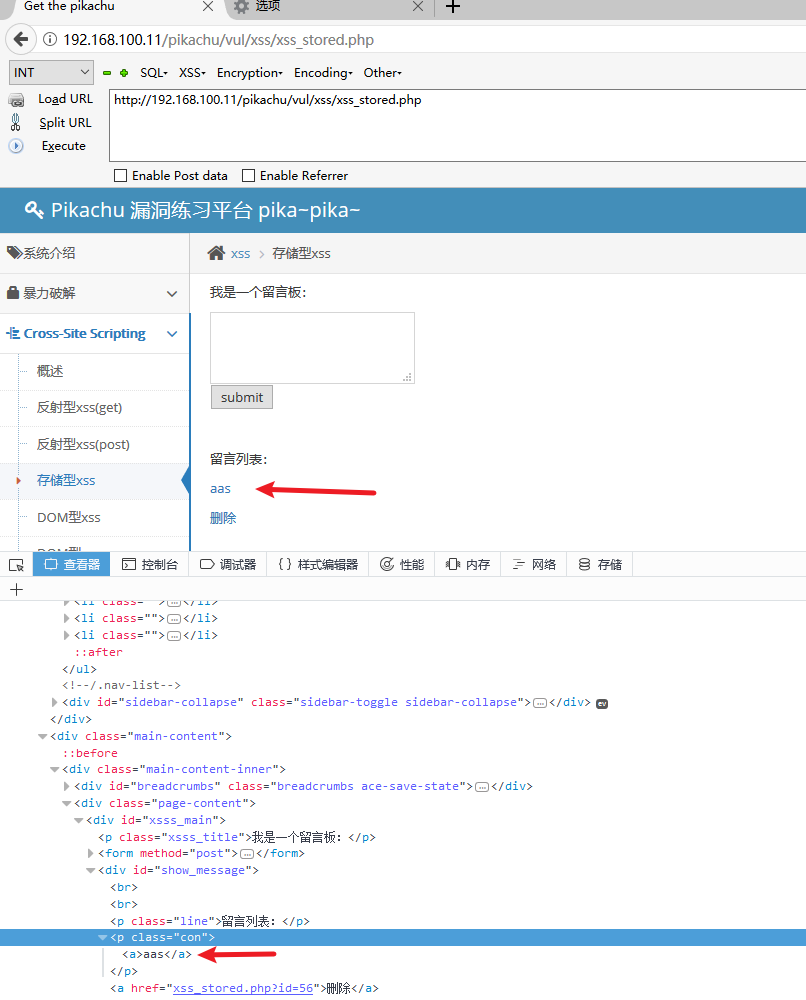 Get the pikachu 选项
192.168.100.11/pikachu/vul/xss/xss_stored.php
INT SQL XSS Encryption Encoding Other
Load URL http://192.168.100.11/pikachu/vul/xss/xss_stored.php
Split URL
Execute
Enable Post data Enable Referrer
Pikachu 漏洞练习平台 pika~pika~
系统介绍 xss 存储型xss
暴力破解 我是一个留言板：
Cross-Site Scripting
概述
反射型xss(get) submit
反射型xss(post)
留言列表：
存储型xss aas
DOM型xss 删除
查看器 控制台 调试器 {} 样式编辑器 性能 内存 网络 存储
<li class="">…</li>
<li class="">…</li>
<li class="">…</li>
::after
</ul>
<!--/.nav-list-->
<div id="sidebar-collapse" class="sidebar-toggle sidebar-collapse">…</div> ev
</div>
<div class="main-content">
::before
<div class="main-content-inner">
<div id="breadcrumbs" class="breadcrumbs ace-save-state">…</div>
<div class="page-content">
<div id="xsss_main">
<p class="xsss_title">我是一个留言板：</p>
<form method="post">…</form>
<div id="show_message">
<br>
<br>
<p class="line">留言列表：</p>
<p class="con">
<a>aas</a>
</p>
<a href="xss_stored.php?id=56">删除</a>